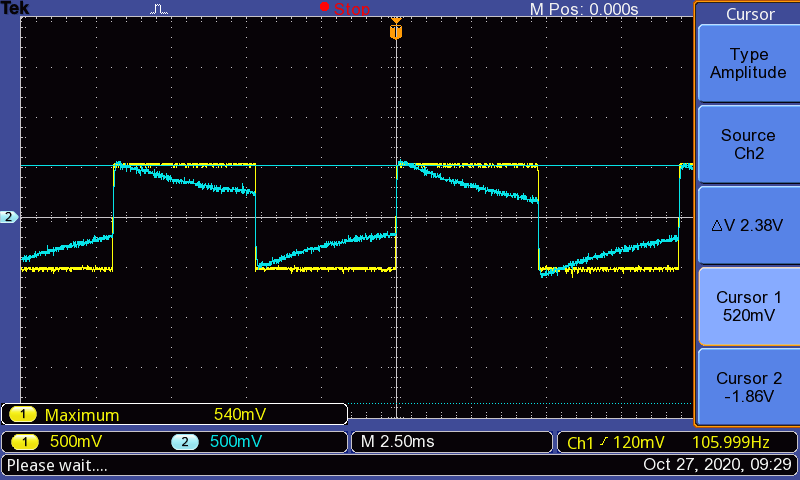 Tek
Stop
M Pos: 0.000s
T
2
Cursor
Type
Amplitude
Source
Ch2
△V 2.38V
Cursor 1
520mV
Cursor 2
-1.86V
1 Maximum 540mV
1 500mV 2 500mV M 2.50ms Ch1 ∕ 120mV 105.999Hz
Please wait.... Oct 27, 2020, 09:29